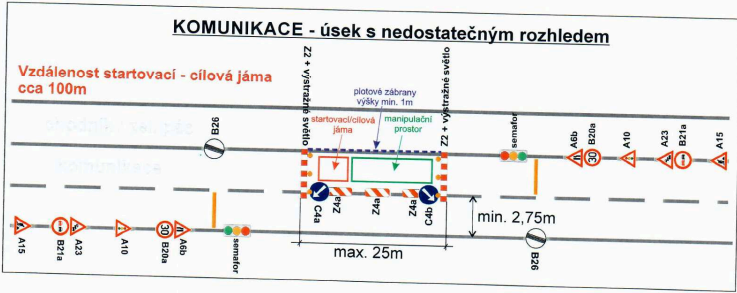 KOMUNIKACE - úsek s nedostatečným rozhledem
Vzdálenost startovací - cílová jáma
cca 100m
Z2 + výstražné světlo
plotové zábrany
výšky min. 1m
Z2 + výstražné světlo
startovací/cílová
jáma
manipulační
prostor
B26
semafor
A6b
B20a
30
A10
A23
B21a
A15
C4a
Z4a
Z4a
Z4a
C4b
min. 2,75m
max. 25m
A15
B21a
A23
A10
B20a
30
A6b
semafor
B26